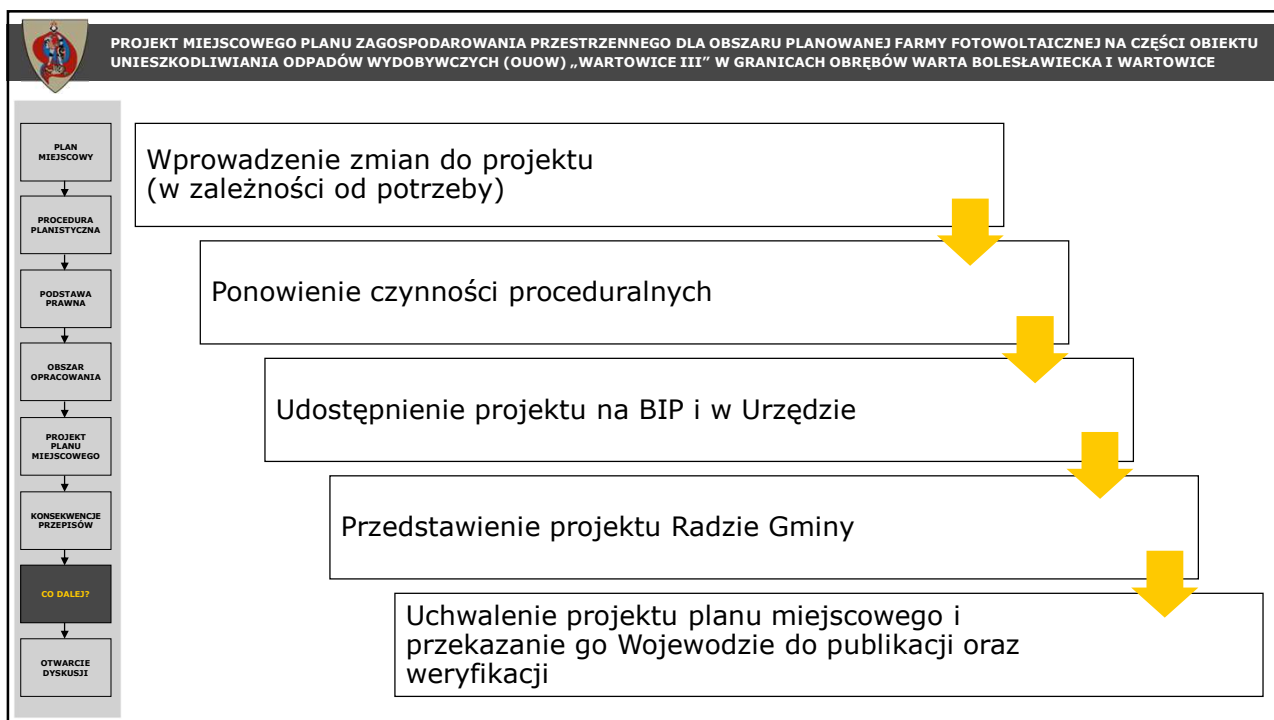 PROJEKT MIEJSCOWEGO PLANU ZAGOSPODAROWANIA PRZESTRZENNEGO DLA OBSZARU PLANOWANEJ FARMY FOTOWOLTAICZNEJ NA CZĘŚCI OBIEKTU
UNIESZKODLIWIANIA ODPADÓW WYDOBYWCZYCH (OUOW) „WARTOWICE III” W GRANICACH OBRĘBÓW WARTA BOLESŁAWIECKA I WARTOWICE
PLAN
MIEJSCOWY
PROCEDURA
PLANISTYCZNA
PODSTAWA
PRAWNA
OBSZAR
OPRACOWANIA
PROJEKT
PLANU
MIEJSCOWEGO
KONSEKWENCJE
PRZEPISÓW
CO DALEJ?
OTWARCIE
DYSKUSJI
Wprowadzenie zmian do projektu
(w zależności od potrzeby)
Ponowienie czynności proceduralnych
Udostępnienie projektu na BIP i w Urzędzie
Przedstawienie projektu Radzie Gminy
Uchwalenie projektu planu miejscowego i
przekazanie go Wojewodzie do publikacji oraz
weryfikacji